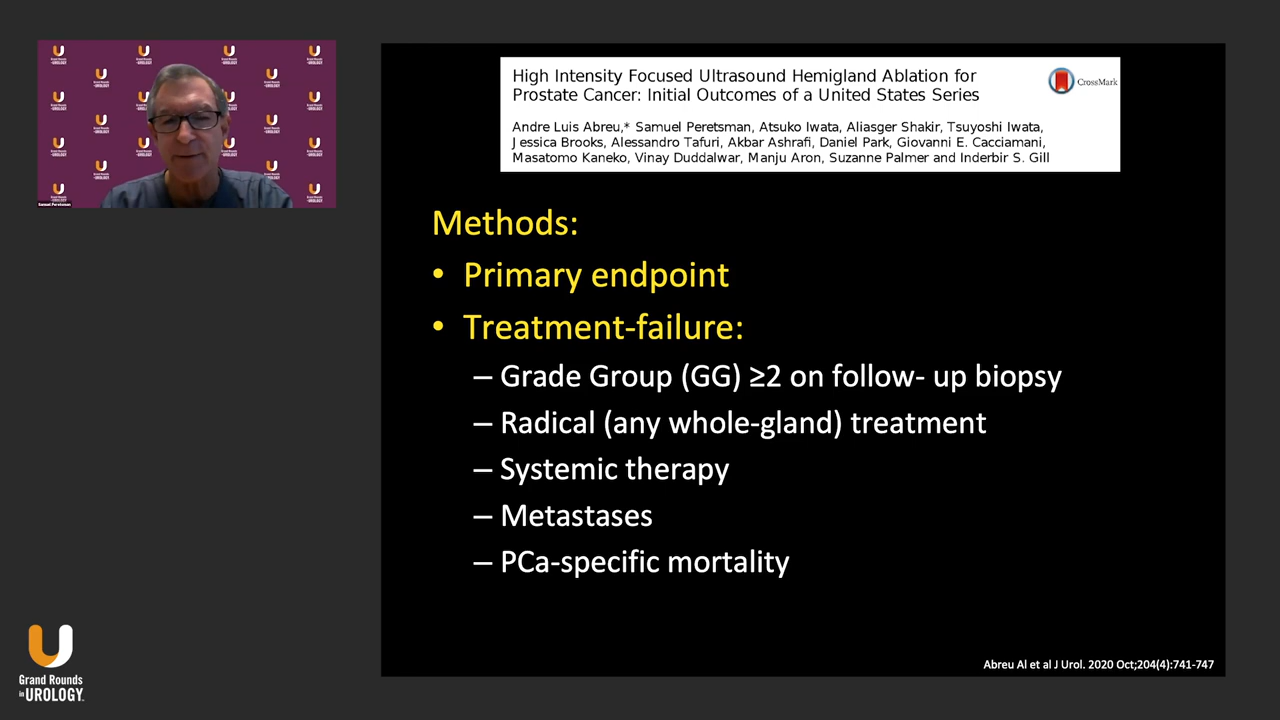 High Intensity Focused Ultrasound Hemigland Ablation for
Prostate Cancer: Initial Outcomes of a United States Series
CrossMark
Andre Luis Abreu,* Samuel Peretsman, Atsuko Iwata, Aliasger Shakir, Tsuyoshi Iwata,
Jessica Brooks, Alessandro Tafuri, Akbar Ashrafi, Daniel Park, Giovanni E. Cacciamani,
Masatomo Kaneko, Vinay Duddalwar, Manju Aron, Suzanne Palmer and Inderbir S. Gill
Methods:
• Primary endpoint
• Treatment-failure:
– Grade Group (GG) ≥2 on follow- up biopsy
– Radical (any whole-gland) treatment
– Systemic therapy
– Metastases
– PCa-specific mortality
Abreu Al et al J Urol. 2020 Oct;204(4):741-747
Samuel Peretsman
Grand Rounds
in UROLOGY